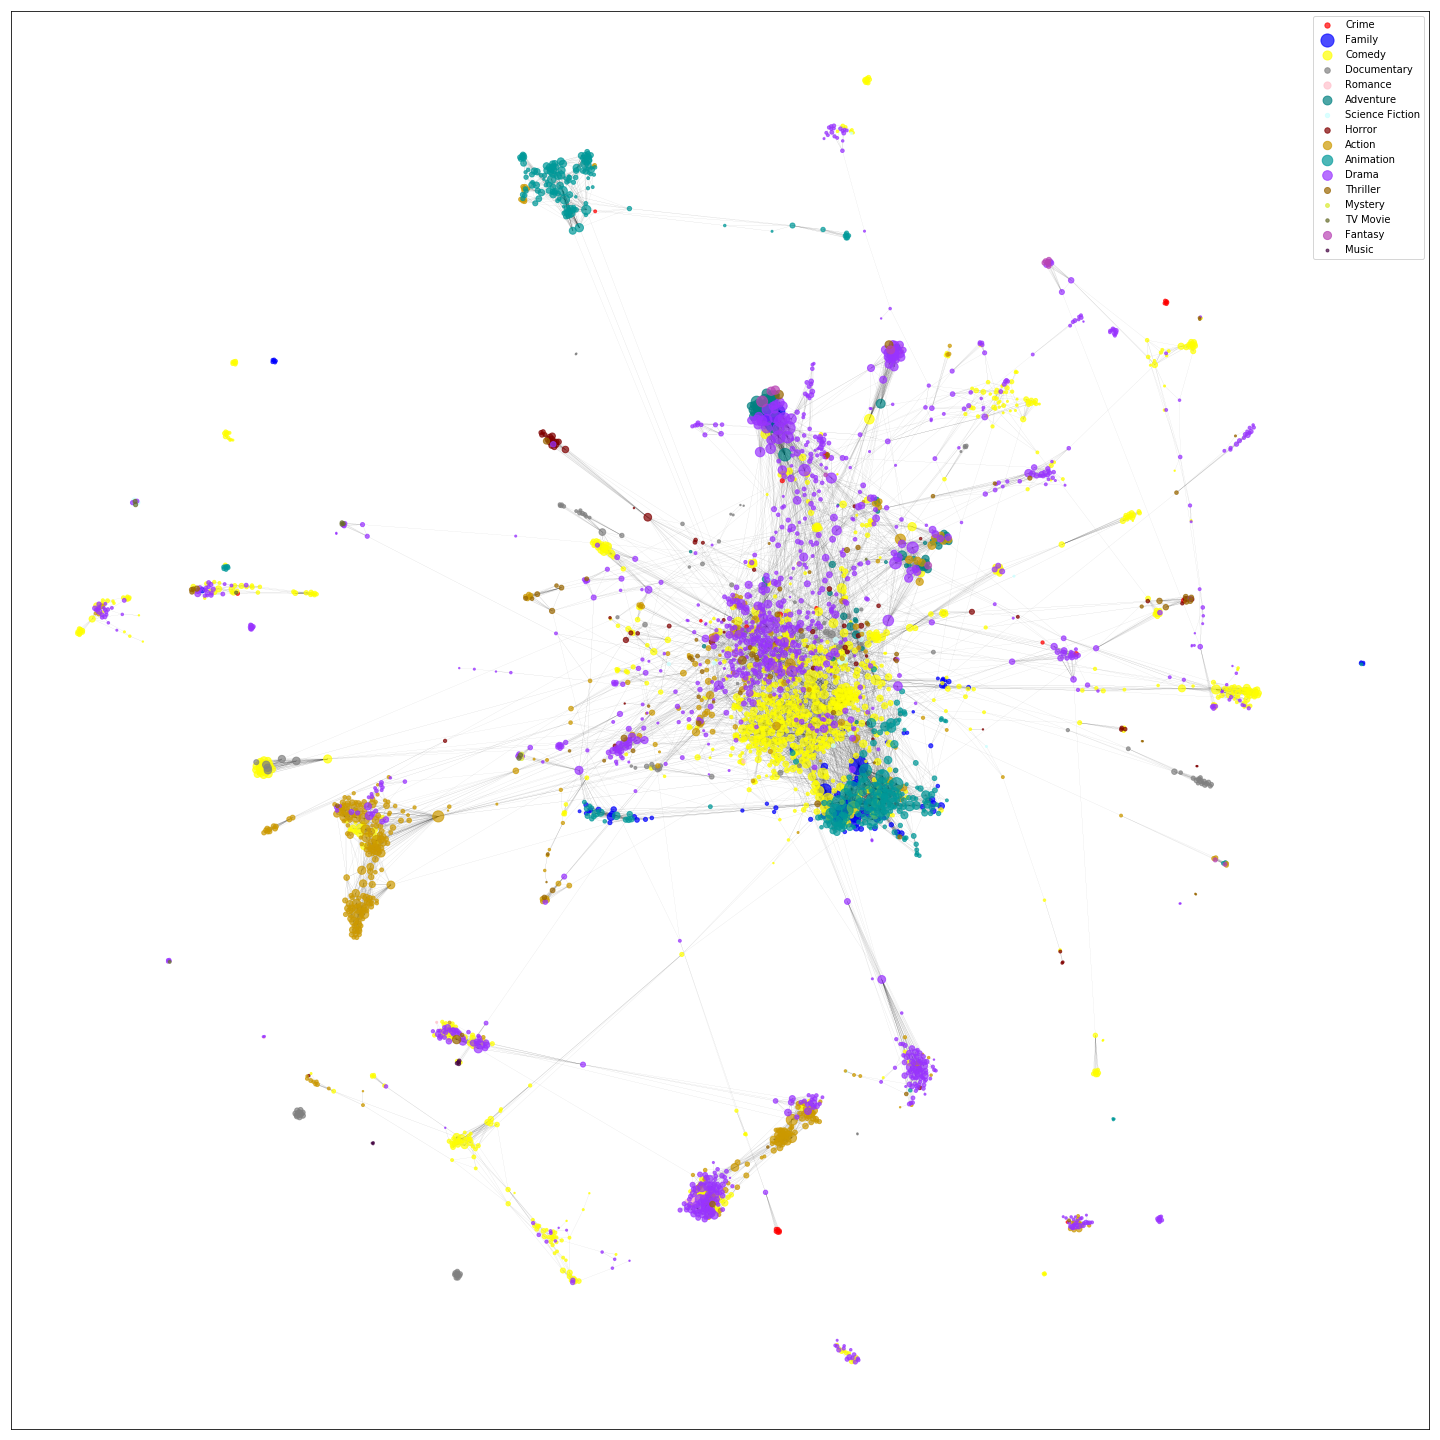 Crime
Family
Comedy
Documentary
Romance
Adventure
Science Fiction
Horror
Action
Animation
Drama
Thriller
Mystery
TV Movie
Fantasy
Music